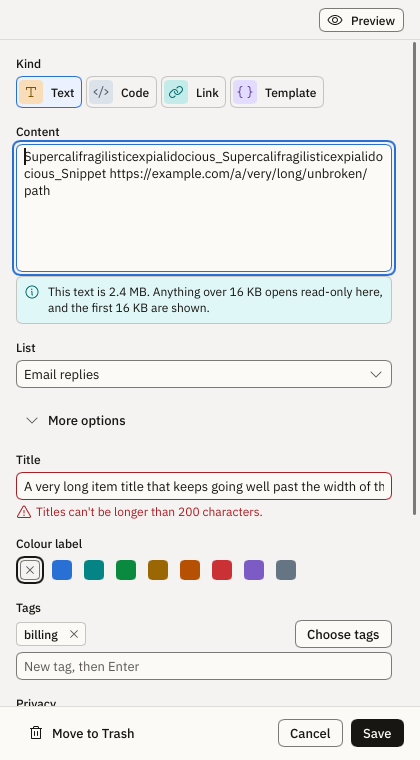 Preview
Kind
T Text </> Code Link { } Template
Content
Supercalifragilisticexpialidocious_Supercalifragilisticexpialido
cious_Snippet https://example.com/a/very/long/unbroken/
path
This text is 2.4 MB. Anything over 16 KB opens read-only here,
and the first 16 KB are shown.
List
Email replies
More options
Title
A very long item title that keeps going well past the width of th
Titles can't be longer than 200 characters.
Colour label
Tags
billing
Choose tags
New tag, then Enter
Privacy
Move to Trash Cancel Save